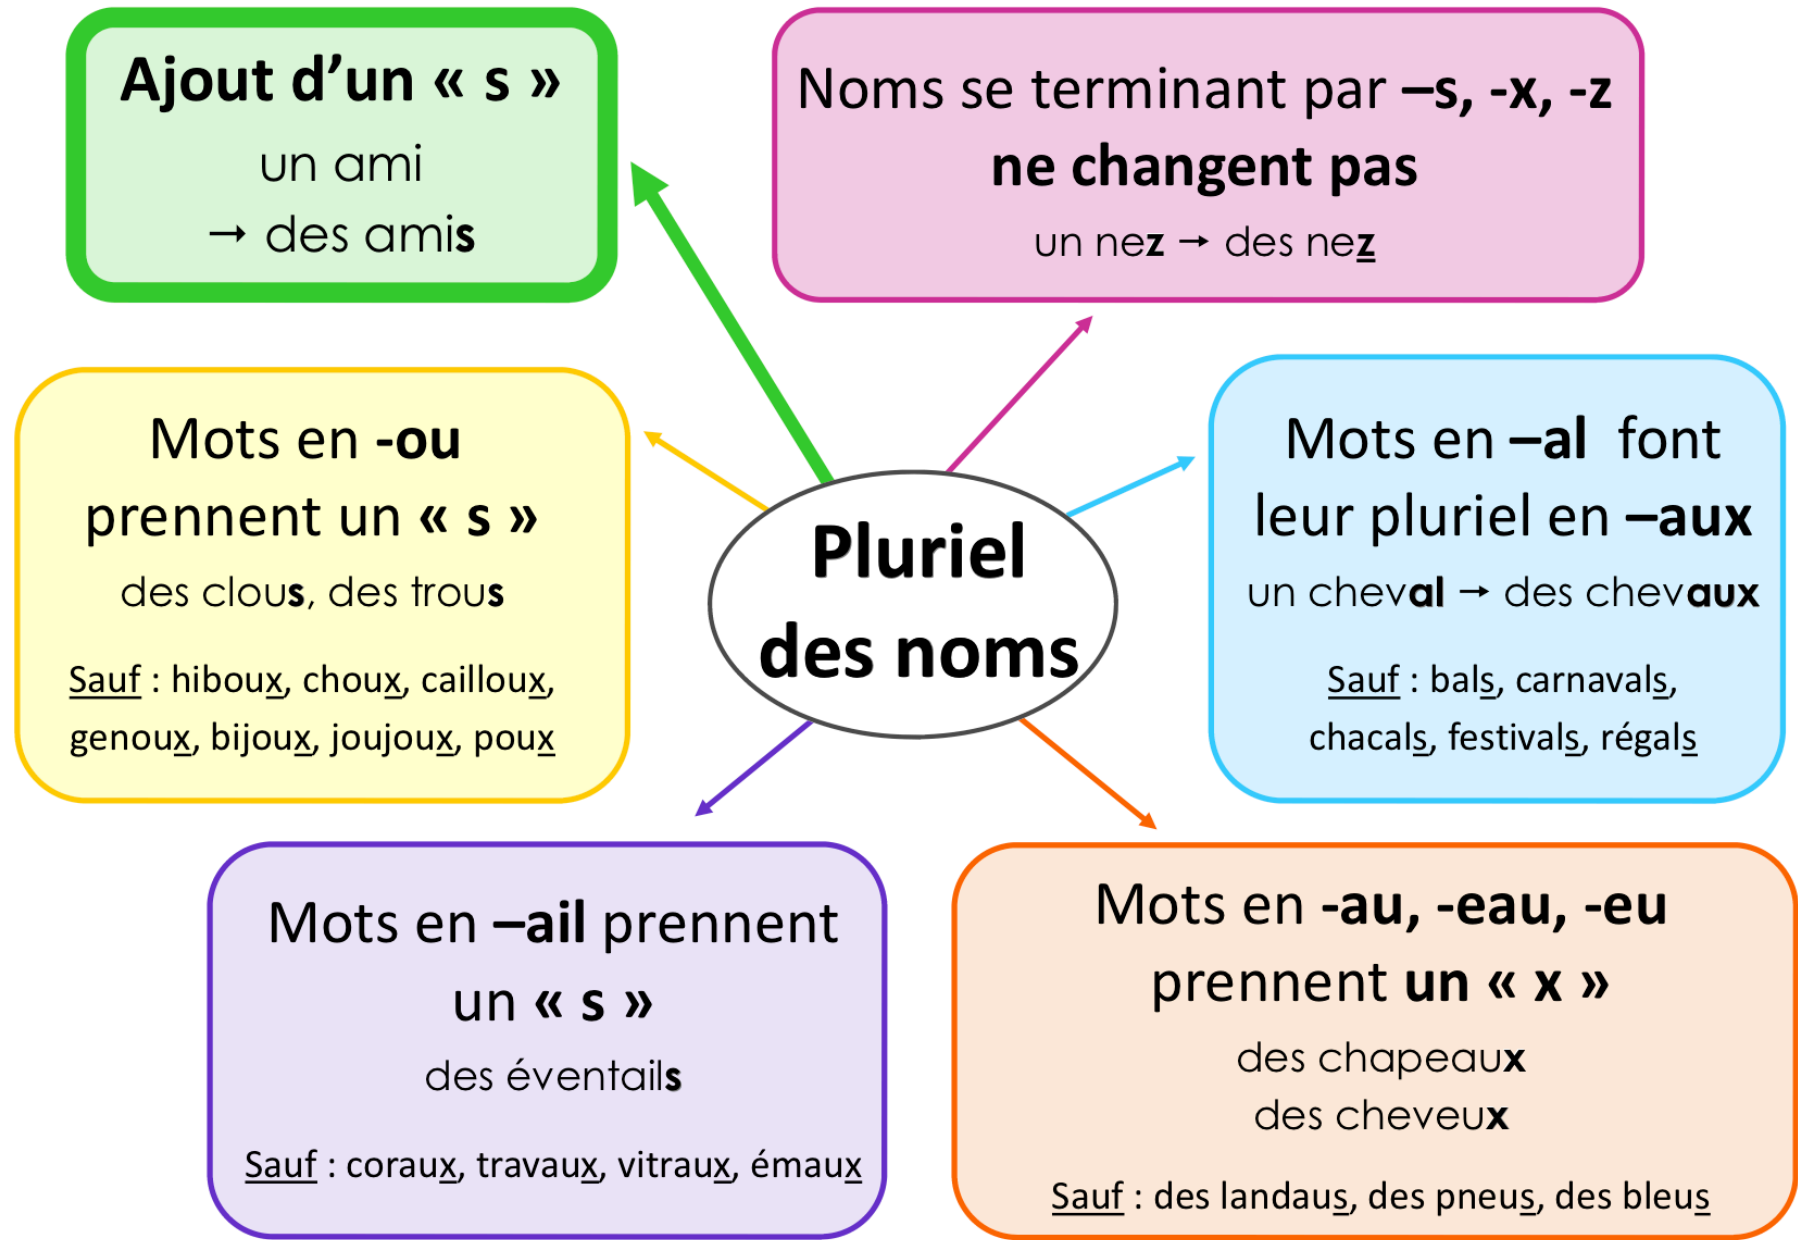 Ajout d’un « s »
un ami
→ des amis
Noms se terminant par –s, -x, -z
ne changent pas
un nez → des nez
Mots en -ou
prennent un « s »
des clous, des trous
Sauf : hiboux, choux, cailloux,
genoux, bijoux, joujoux, poux
Pluriel
des noms
Mots en –al font
leur pluriel en –aux
un cheval → des chevaux
Sauf : bals, carnavals,
chacals, festivals, régals
Mots en –ail prennent
un « s »
des éventails
Sauf : coraux, travaux, vitraux, émaux
Mots en -au, -eau, -eu
prennent un « x »
des chapeaux
des cheveux
Sauf : des landaus, des pneus, des bleus